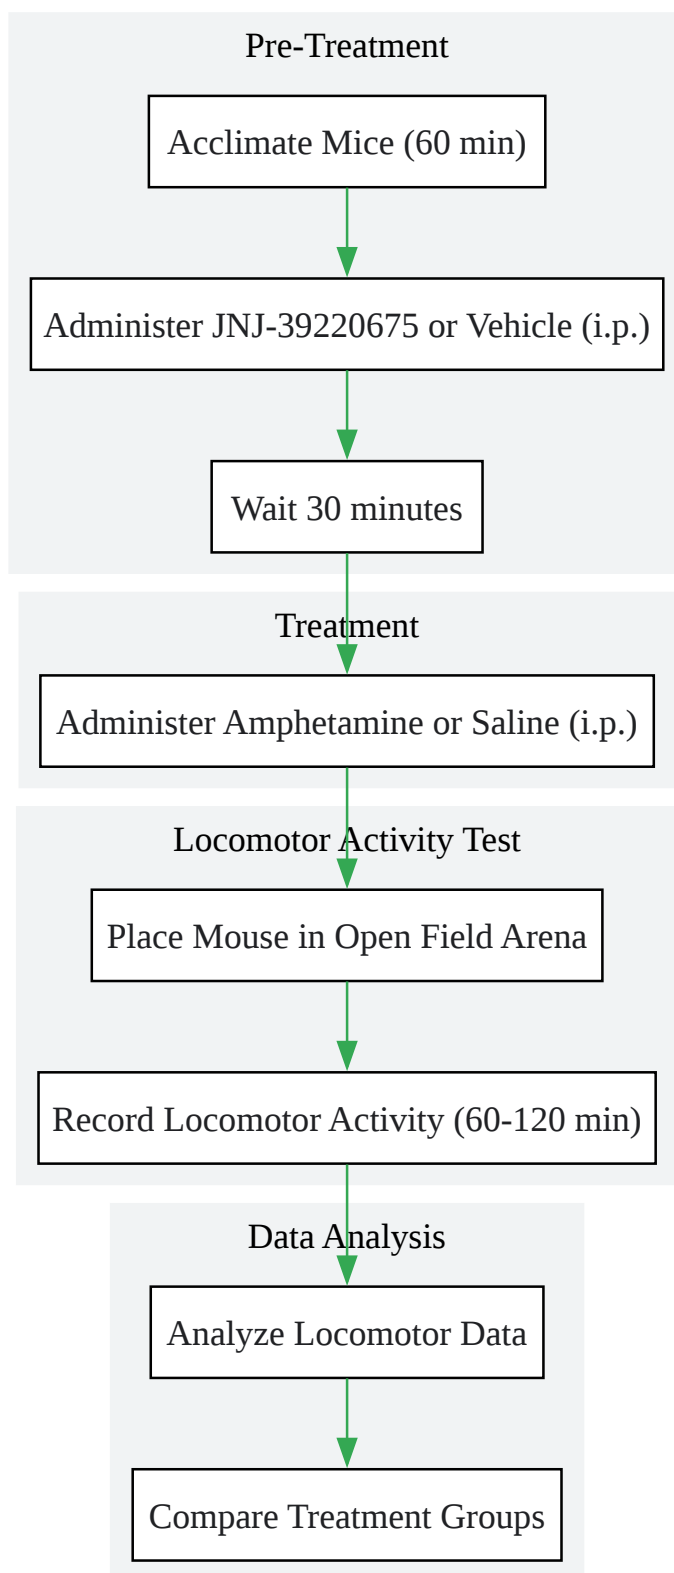 Pre-Treatment
Acclimate Mice (60 min)
Administer JNJ-39220675 or Vehicle (i.p.)
Wait 30 minutes
Treatment
Administer Amphetamine or Saline (i.p.)
Locomotor Activity Test
Place Mouse in Open Field Arena
Record Locomotor Activity (60-120 min)
Data Analysis
Analyze Locomotor Data
Compare Treatment Groups